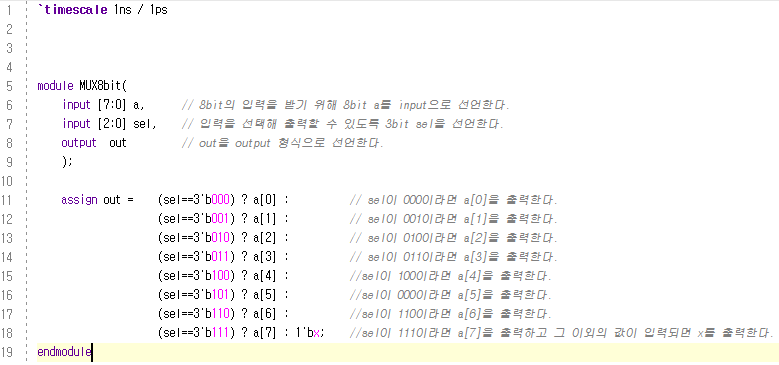 1 `timescale 1ns / 1ps
2
3
4
5 module MUX8bit(
6 input [7:0] a, // 8bit의 입력을 받기 위해 8bit a를 input으로 선언한다.
7 input [2:0] sel, // 입력을 선택해 출력할 수 있도록 3bit sel을 선언한다.
8 output out // out을 output 형식으로 선언한다.
9 );
10
11 assign out = (sel==3'b000) ? a[0] : // sel이 000이라면 a[0]을 출력한다.
12 (sel==3'b001) ? a[1] : // sel이 001이라면 a[1]을 출력한다.
13 (sel==3'b010) ? a[2] : // sel이 010이라면 a[2]을 출력한다.
14 (sel==3'b011) ? a[3] : // sel이 011이라면 a[3]을 출력한다.
15 (sel==3'b100) ? a[4] : //sel이 100이라면 a[4]을 출력한다.
16 (sel==3'b101) ? a[5] : //sel이 000이라면 a[5]을 출력한다.
17 (sel==3'b110) ? a[6] : //sel이 110이라면 a[6]을 출력한다.
18 (sel==3'b111) ? a[7] : 1'bx; //sel이 111이라면 a[7]을 출력하고 그 이외의 값이 입력되면 x를 출력한다.
19 endmodule